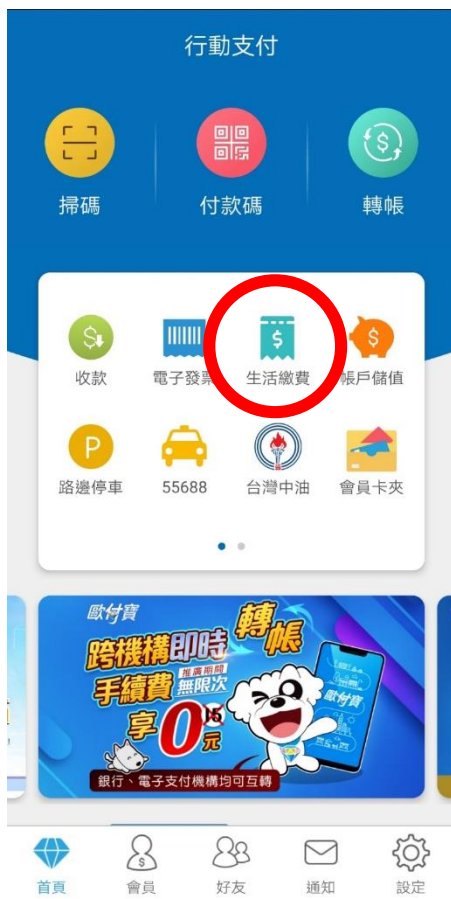 行動支付
掃碼
付款碼
轉帳
收款
電子發票
生活繳費
帳戶儲值
路邊停車
55688
台灣中油
會員卡夾
歐付寶
跨機構即時
轉帳
手續費
推廣期間
無限次
享0元
15
歐付寶
銀行、電子支付機構均可互轉
首頁
會員
好友
通知
設定